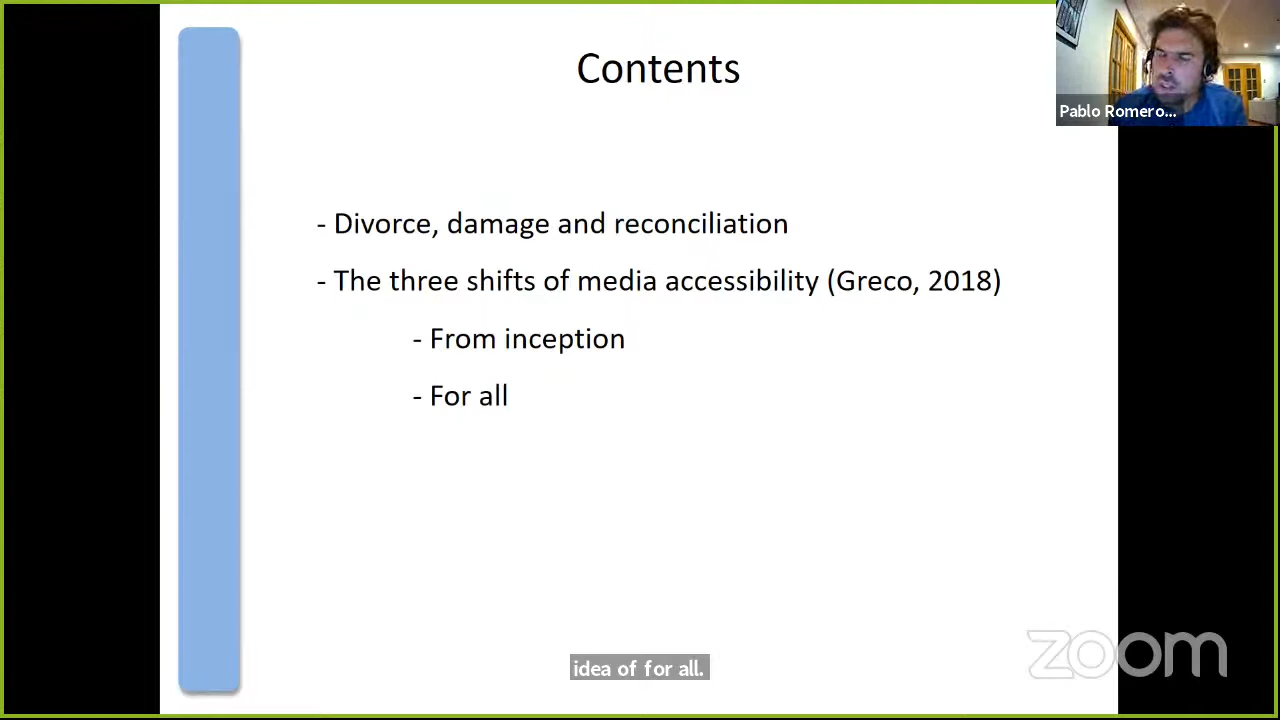 Contents
Pablo Romero...
- Divorce, damage and reconciliation
- The three shifts of media accessibility (Greco, 2018)
- From inception
- For all
idea of for all.
zoom